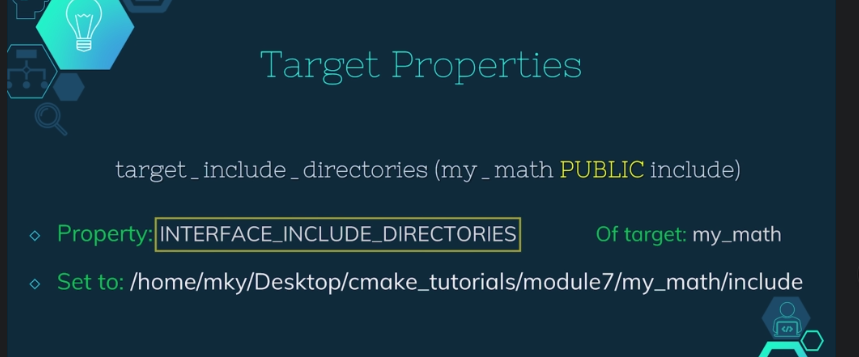 Target Properties
target_include_directories (my_math PUBLIC include)
Property: INTERFACE_INCLUDE_DIRECTORIES Of target: my_math
Set to: /home/mky/Desktop/cmake_tutorials/module7/my_math/include